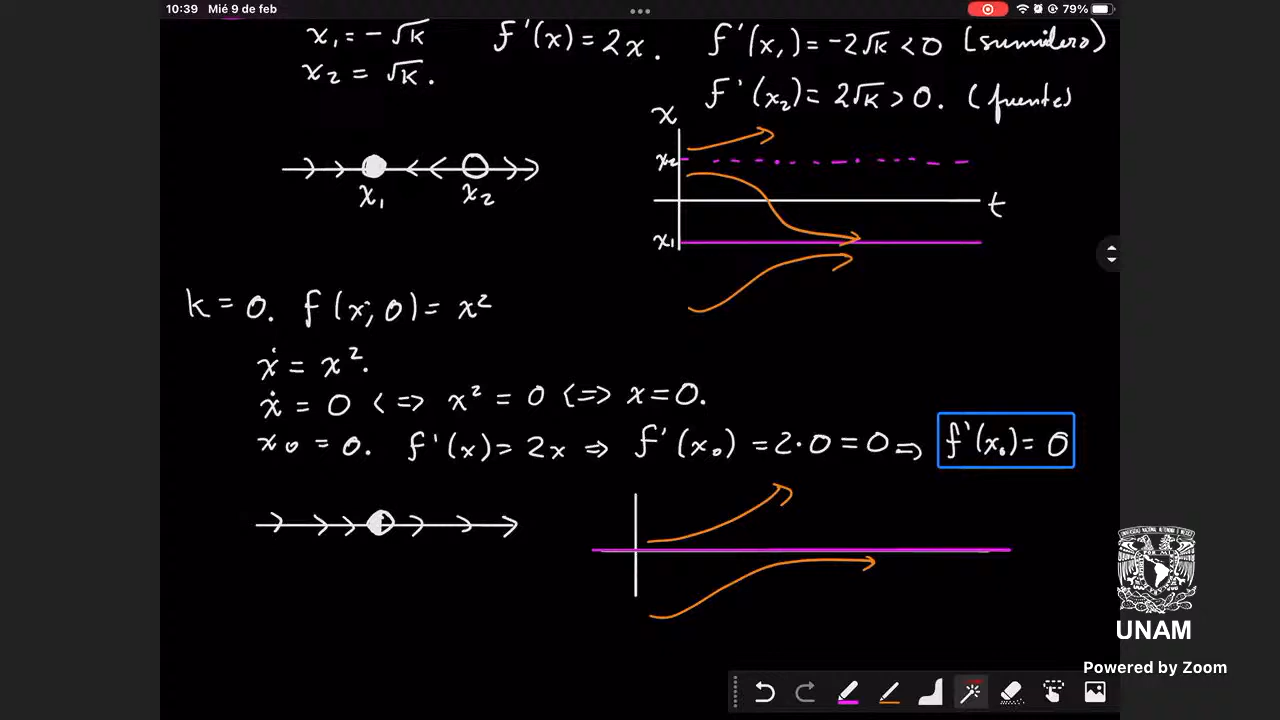 10:39 Mié 9 de feb 79%
x₁ = -√k f'(x) = 2x. f'(x₁) = -2√k < 0 (sumidero)
x₂ = √k. f'(x₂) = 2√k > 0. (fuente)
x
x₂
x₁ x₂
t
x₁
k = 0. f(x; 0) = x²
ẋ = x².
ẋ = 0 <=> x² = 0 <=> x = 0.
x₀ = 0. f'(x) = 2x => f'(x₀) = 2·0 = 0 => f'(x₀) = 0
UNAM
Powered by Zoom